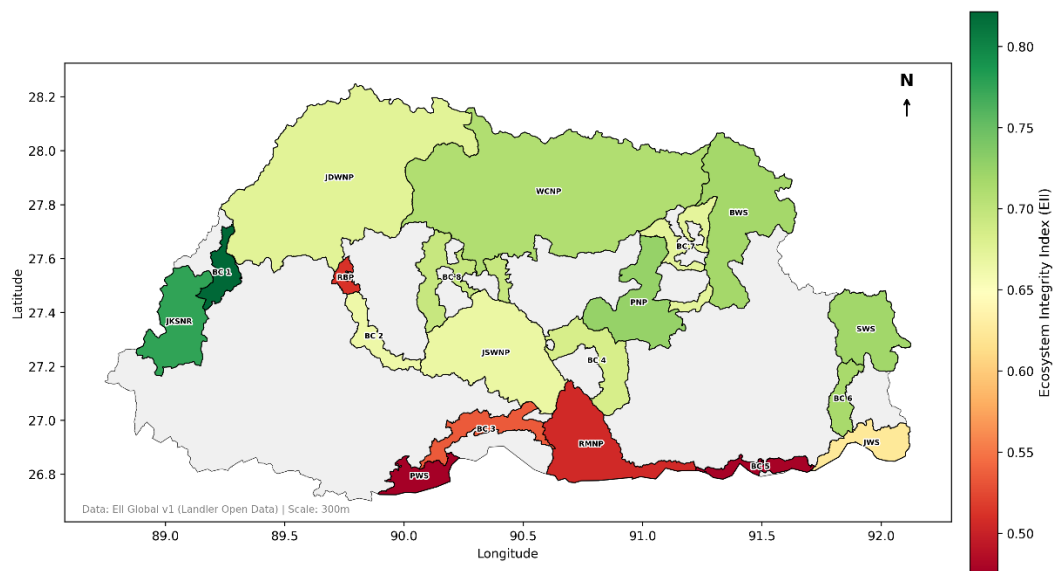 N
28.2
28.0
27.8
27.6
27.4
27.2
27.0
26.8
Latitude
JDWNP
WCNP
BWS
BC 7
BC 1
RBP
BC 8
PNP
JKSNR
BC 2
SWS
JSWNP
BC 4
BC 6
BC 3
RMNP
JWS
BC 5
PWS
Data: EII Global v1 (Landler Open Data) | Scale: 300m
89.0 89.5 90.0 90.5 91.0 91.5 92.0
Longitude
0.80
0.75
0.70
0.65
0.60
0.55
0.50
Ecosystem Integrity Index (EII)